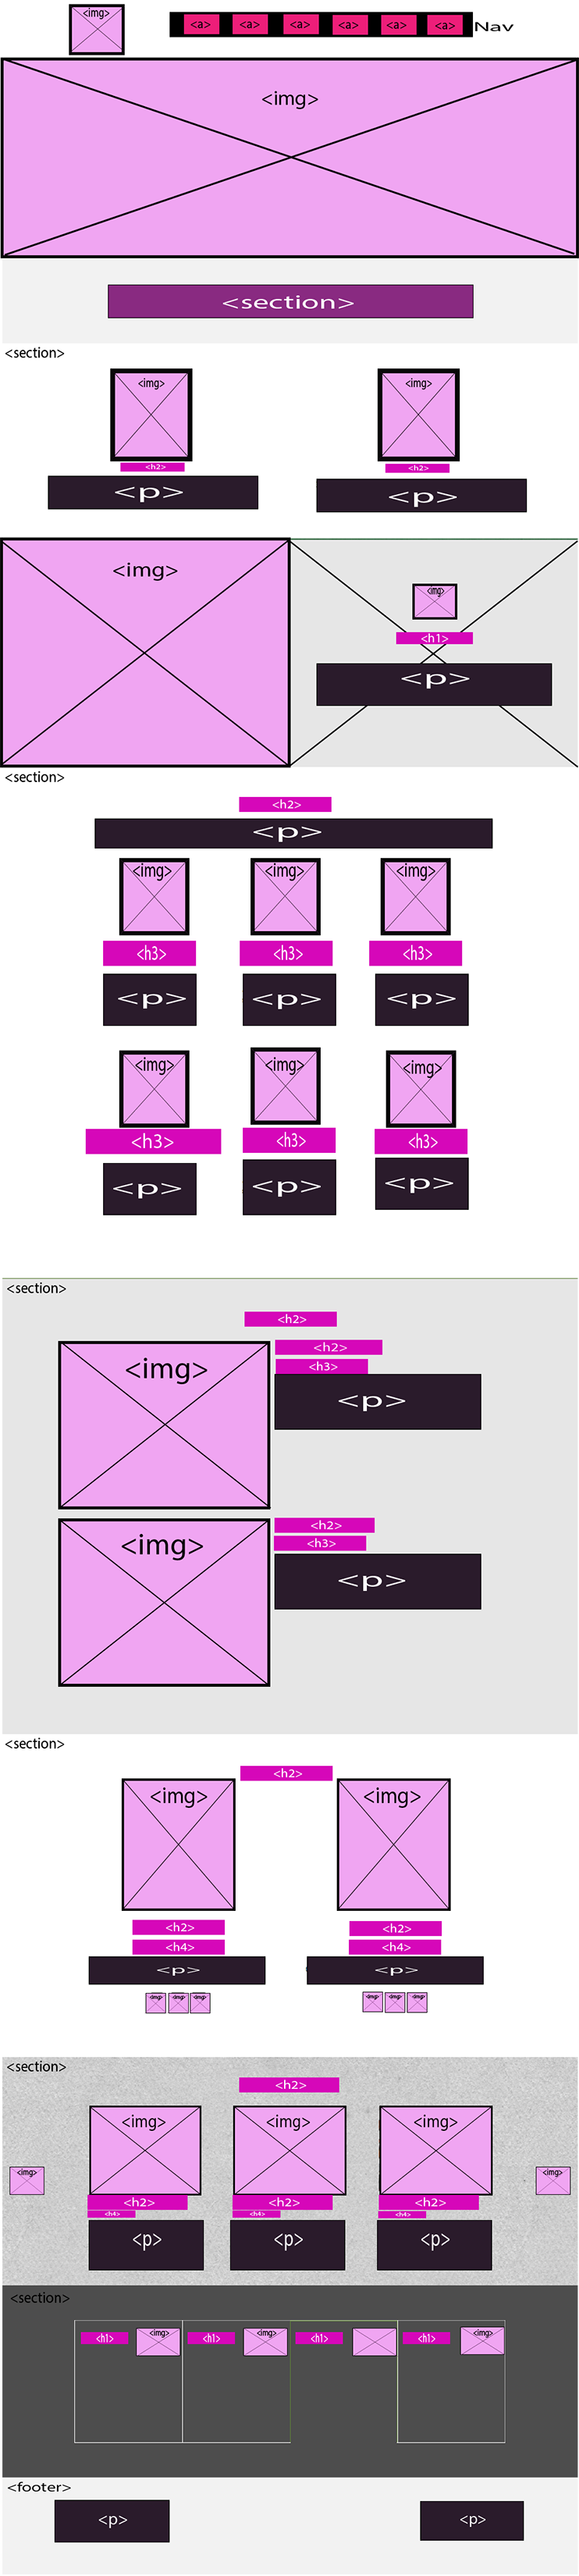 <img>
<a> <a> <a> <a> <a> <a> Nav
<img>
<section>
<section>
<img> <img>
<h2> <h2>
<p> <p>
<img>
<img>
<h1>
<p>
<section>
<h2>
<p>
<img> <img> <img>
<h3> <h3> <h3>
<p> <p> <p>
<img> <img> <img>
<h3> <h3> <h3>
<p> <p> <p>
<section>
<h2>
<img>
<h2>
<h3>
<p>
<img>
<h2>
<h3>
<p>
<section>
<h2>
<img> <img>
<h2> <h2>
<h4> <h4>
<p> <p>
<img> <img> <img> <img> <img> <img>
<section>
<h2>
<img> <img> <img>
<img> <img>
<h2> <h2> <h2>
<h4> <h4> <h4>
<p> <p> <p>
<section>
<h1> <img> <h1> <img> <h1> <h1> <img>
<footer>
<p> <p>